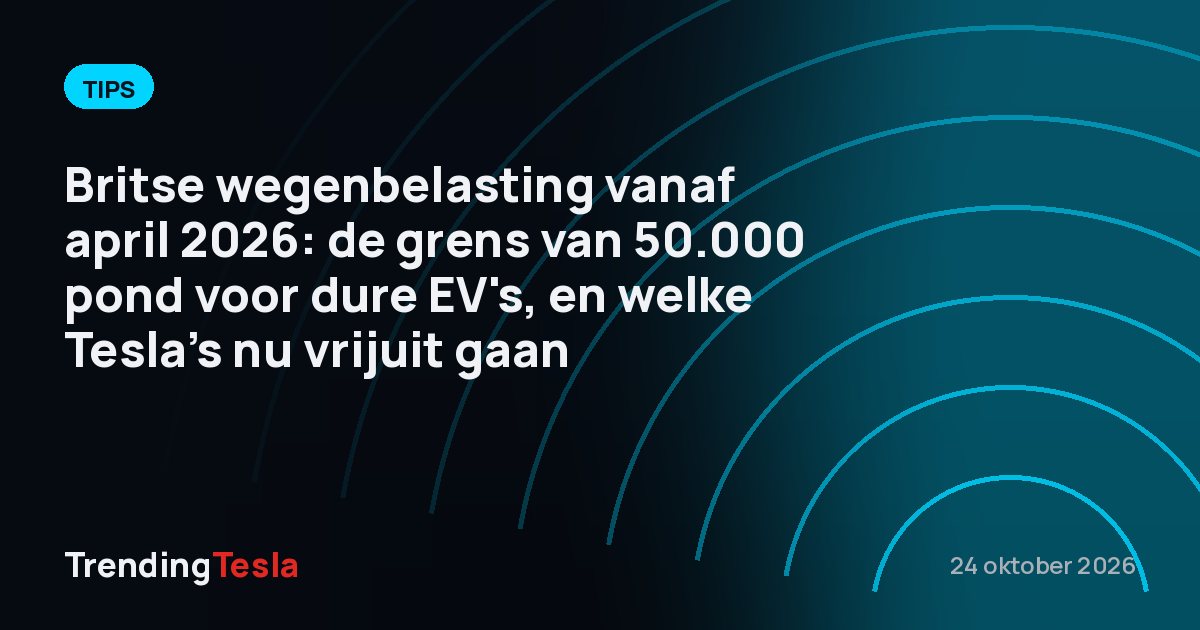 TIPS
Britse wegenbelasting vanaf
april 2026: de grens van 50.000
pond voor dure EV's, en welke
Tesla’s nu vrijuit gaan
TrendingTesla
24 oktober 2026